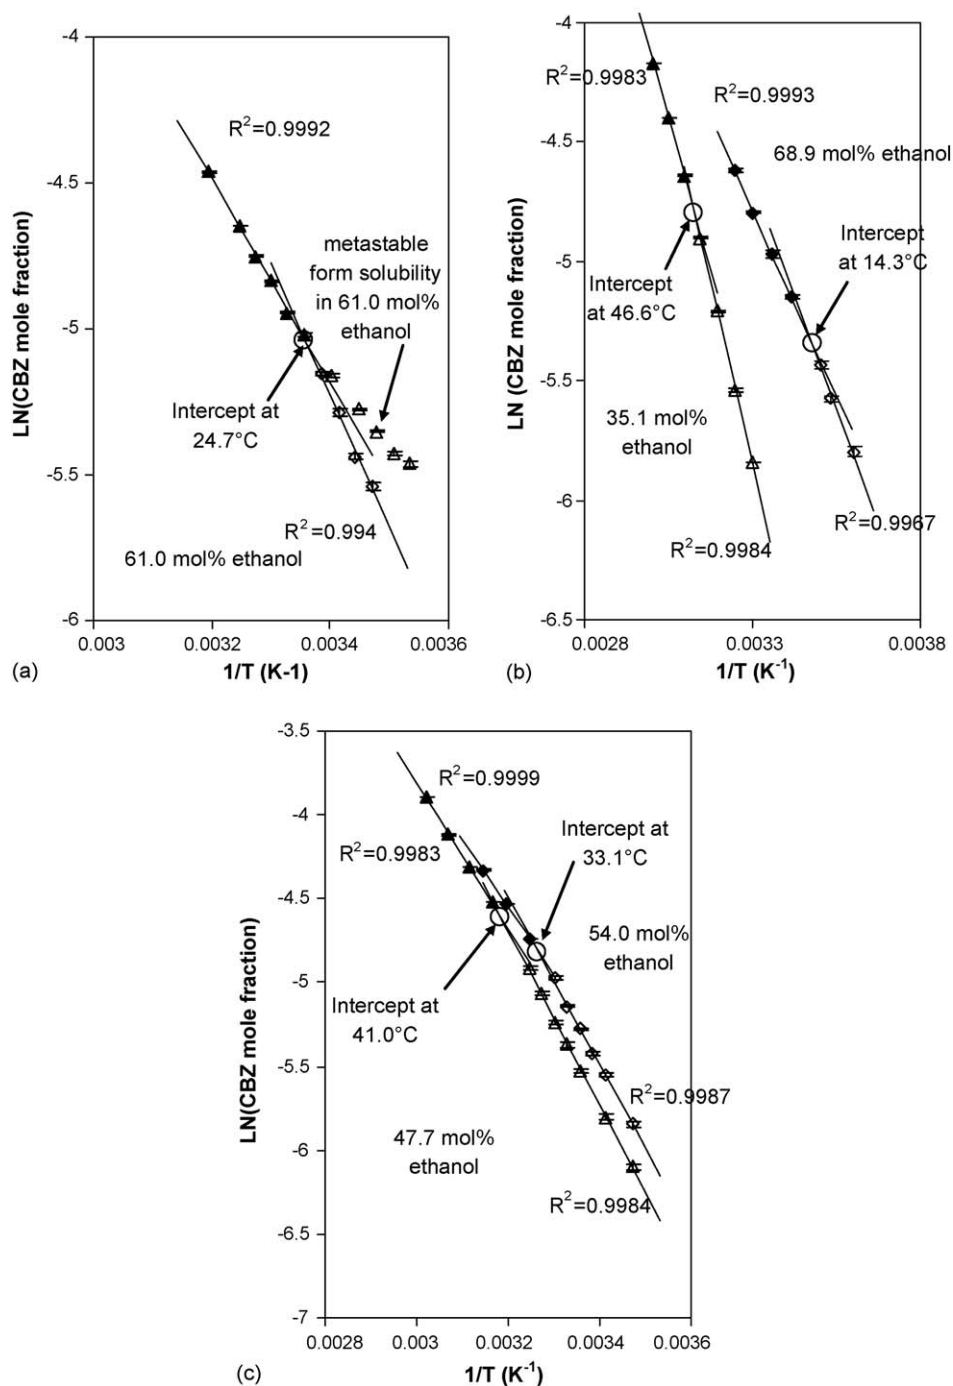 -4
-4.5
-5
-5.5
-6
LN(CBZ mole fraction)
R²=0.9992
metastable
form solubility
in 61.0 mol%
ethanol
Intercept at
24.7°C
R²=0.994
61.0 mol% ethanol
0.003
0.0032
0.0034
0.0036
(a)
1/T (K-1)
-4
-4.5
-5
-5.5
-6
-6.5
LN (CBZ mole fraction)
R²=0.9983
R²=0.9993
68.9 mol% ethanol
Intercept
at 14.3°C
Intercept
at 46.6°C
35.1 mol%
ethanol
R²=0.9967
R²=0.9984
0.0028
0.0033
0.0038
(b)
1/T (K⁻¹)
-3.5
-4
-4.5
-5
-5.5
-6
-6.5
-7
LN(CBZ mole fraction)
R²=0.9999
Intercept at
33.1°C
R²=0.9983
54.0 mol%
ethanol
Intercept at
41.0°C
R²=0.9987
47.7 mol%
ethanol
R²=0.9984
0.0028
0.003
0.0032
0.0034
0.0036
(c)
1/T (K⁻¹)